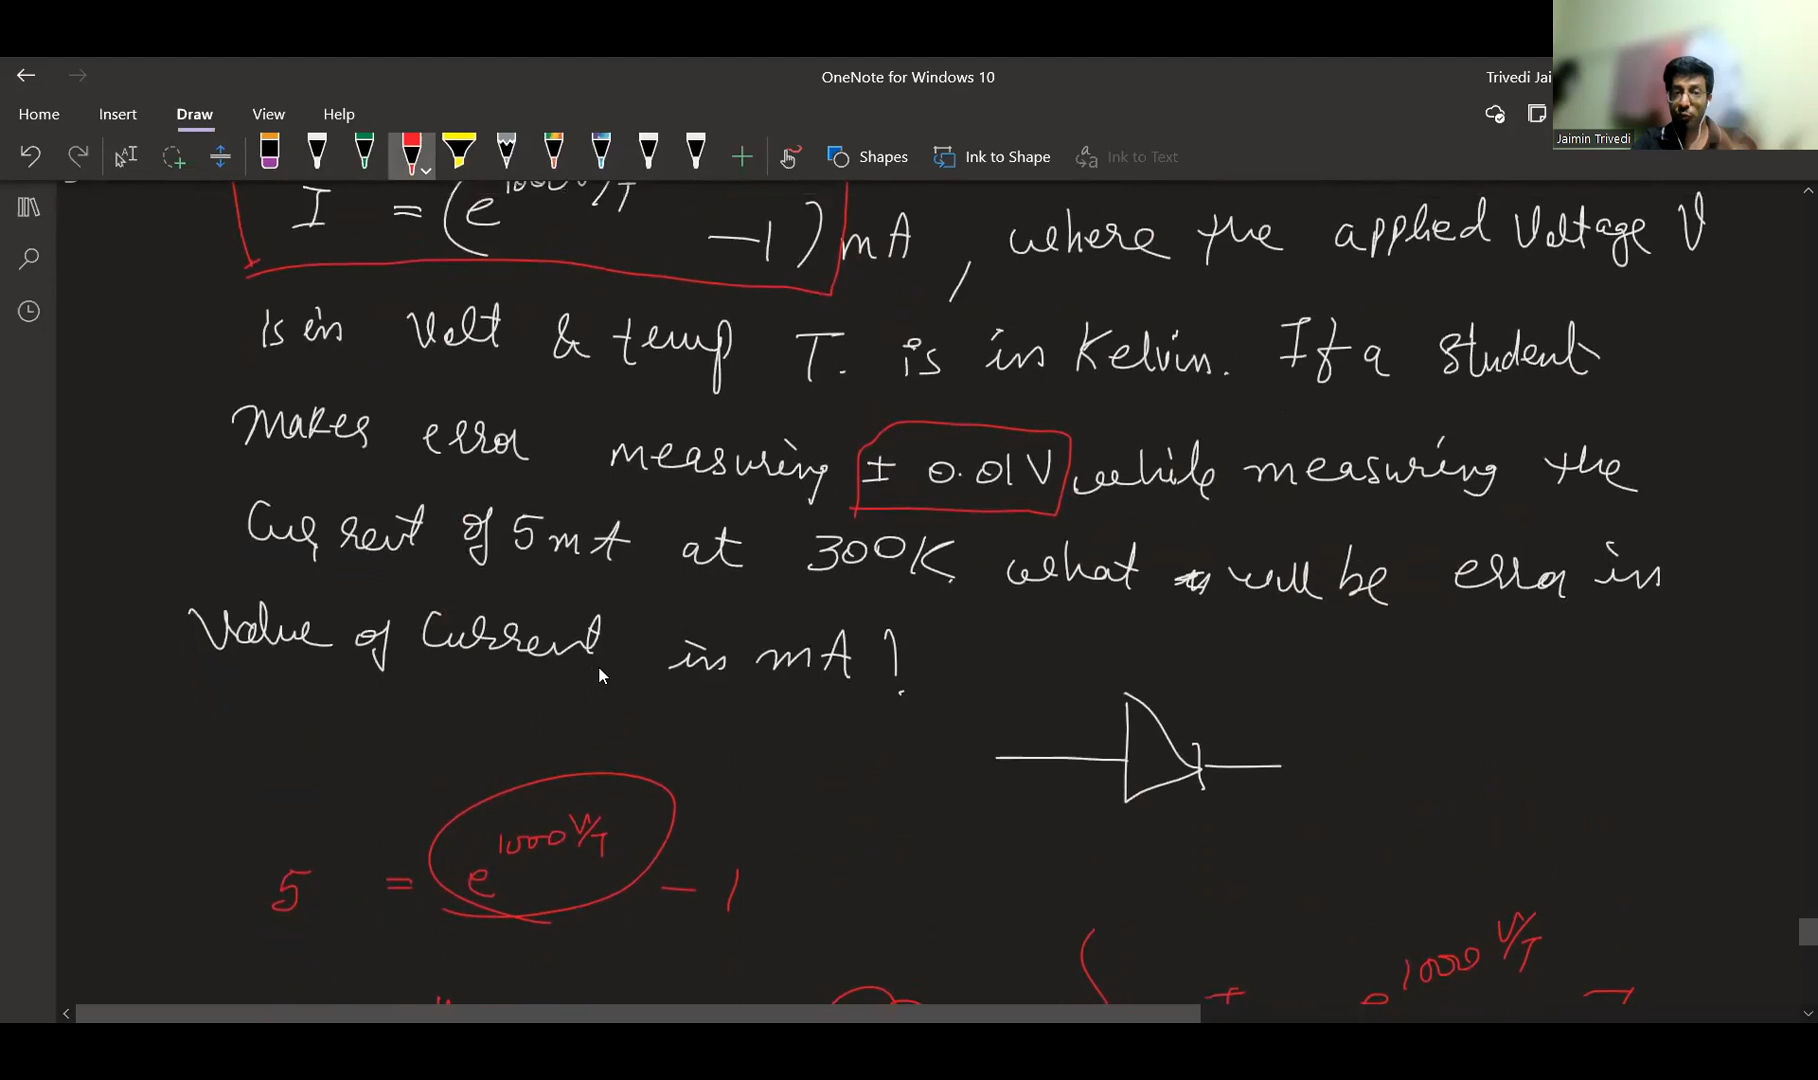 OneNote for Windows 10
Trivedi Jai
Home Insert Draw View Help
Jaimin Trivedi
Shapes Ink to Shape Ink to Text
I = (e^1000 V/T -1) mA, where the applied Voltage V
is in Volt & temp T. is in Kelvin. If a student
makes error measuring ± 0.01V while measuring the
Current of 5mA at 300K what will be error in
Value of Current in mA?
5 = e^1000 V/T - 1
1000 V/T